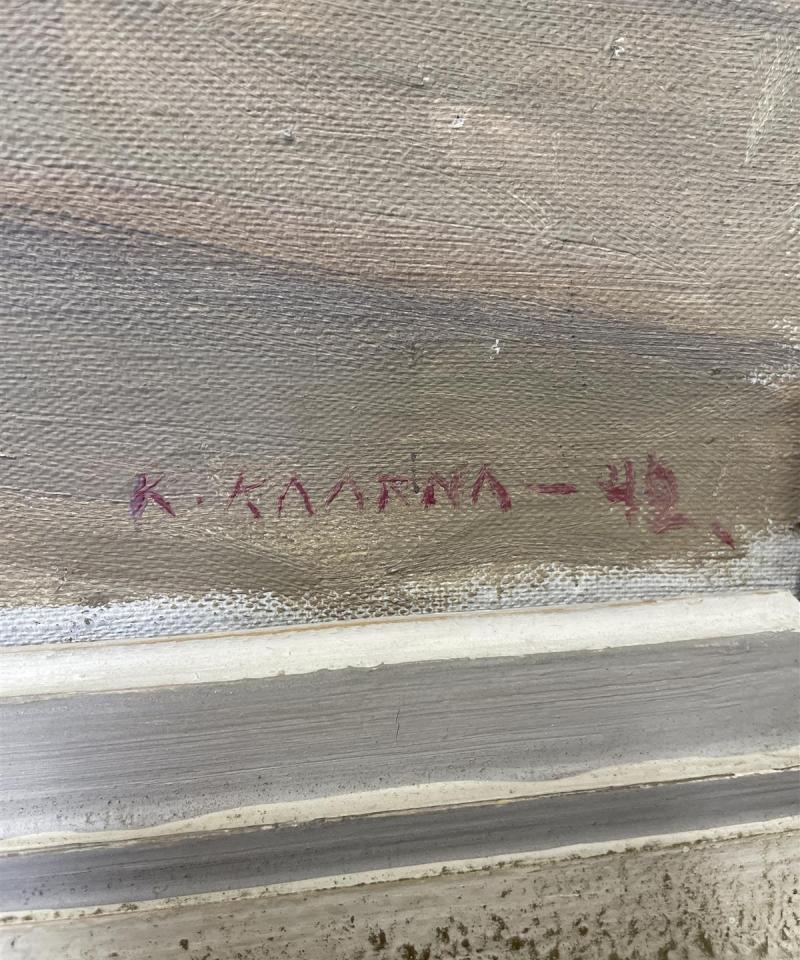 K. KAARNA – 42.